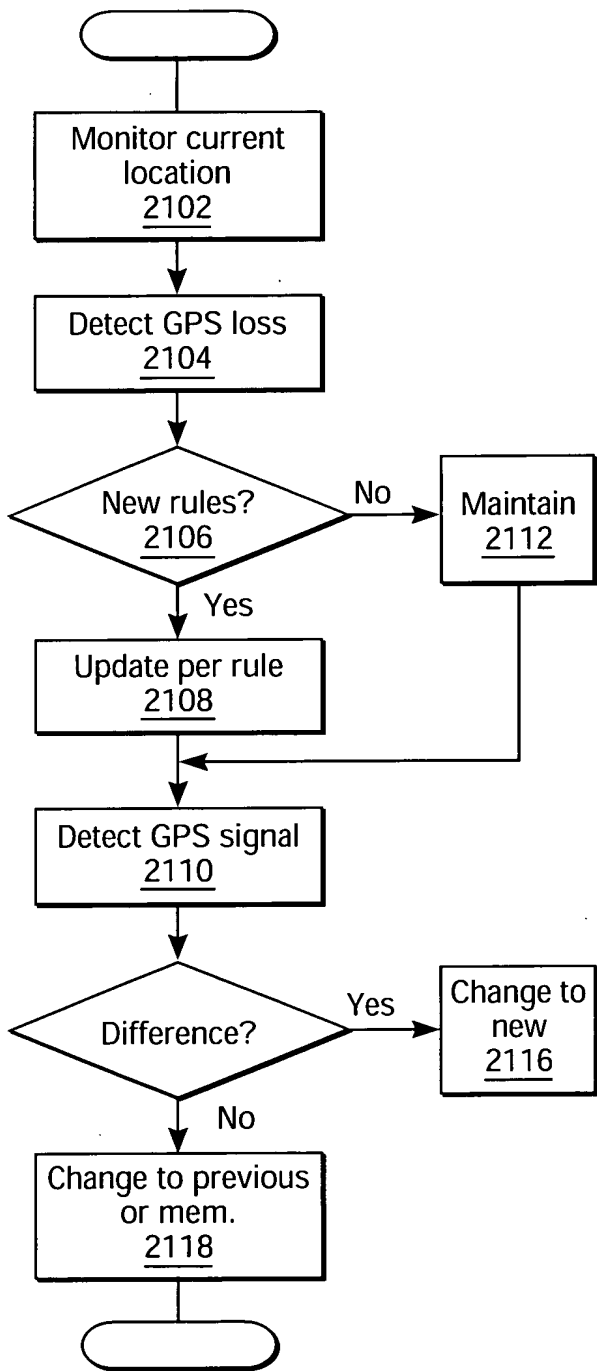 Monitor current
location
2102
Detect GPS loss
2104
New rules?
2106
No
Maintain
2112
Yes
Update per rule
2108
Detect GPS signal
2110
Difference?
Yes
Change to
new
2116
No
Change to previous
or mem.
2118